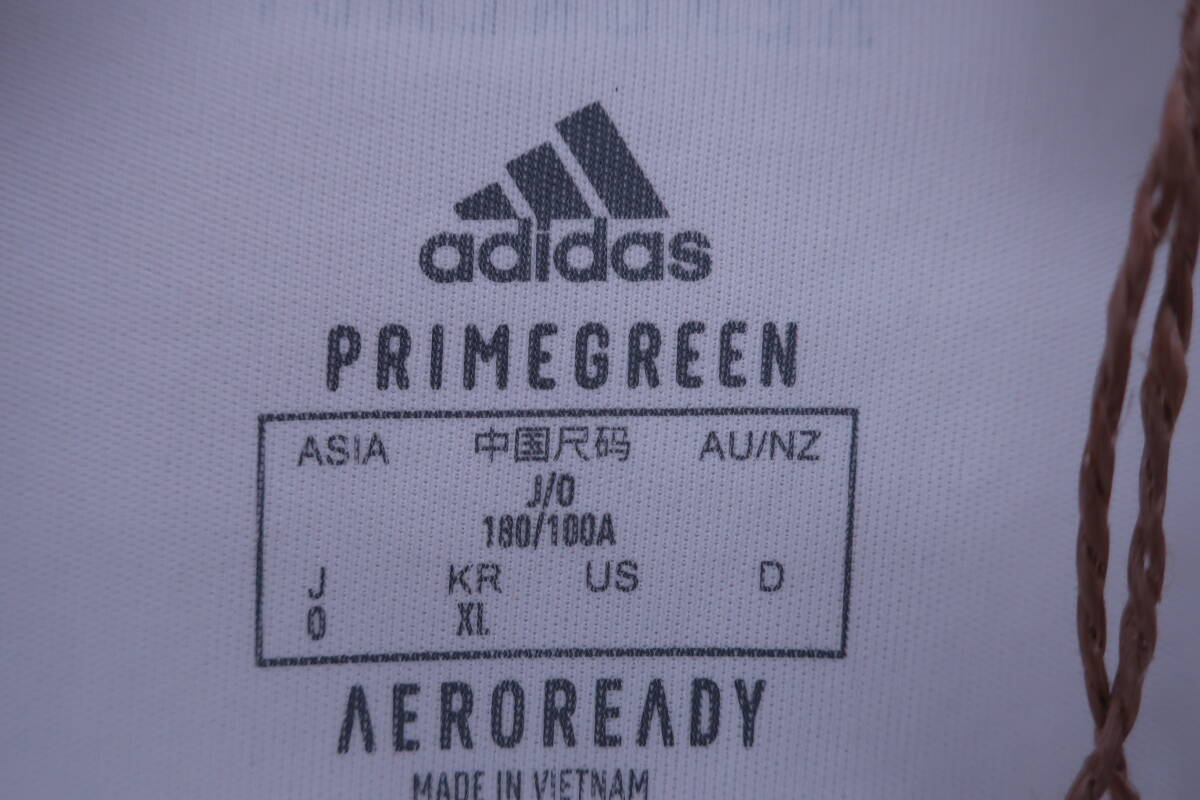 adidas
PRIMEGREEN
ASIA 中国尺码 AU/NZ
J/O
180/100A
J KR US D
O XL
AEROREADY
MADE IN VIETNAM